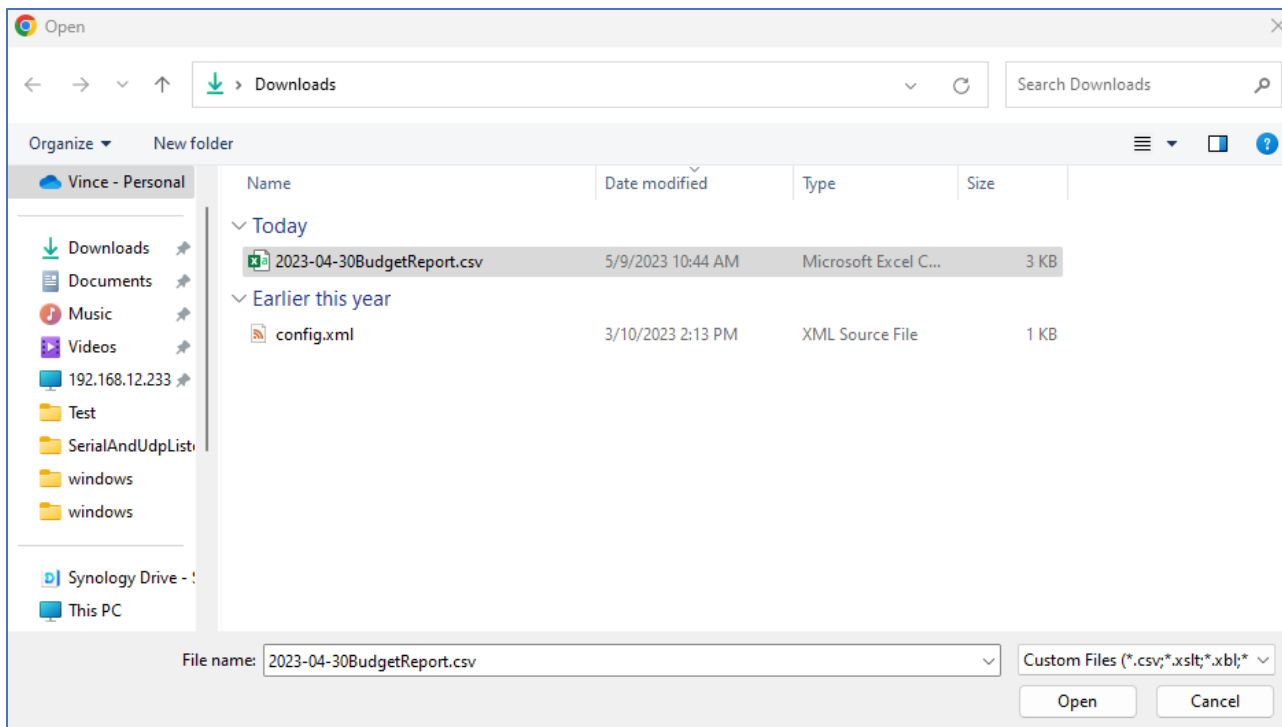 Open
Downloads
Search Downloads
Organize
New folder
Vince - Personal
Name
Date modified
Type
Size
Today
Downloads
2023-04-30BudgetReport.csv
5/9/2023 10:44 AM
Microsoft Excel C...
3 KB
Documents
Earlier this year
Music
config.xml
3/10/2023 2:13 PM
XML Source File
1 KB
Videos
192.168.12.233
Test
SerialAndUdpListe
windows
windows
Synology Drive - S
This PC
File name:
2023-04-30BudgetReport.csv
Custom Files (*.csv;*.xslt;*.xbl;*
Open
Cancel